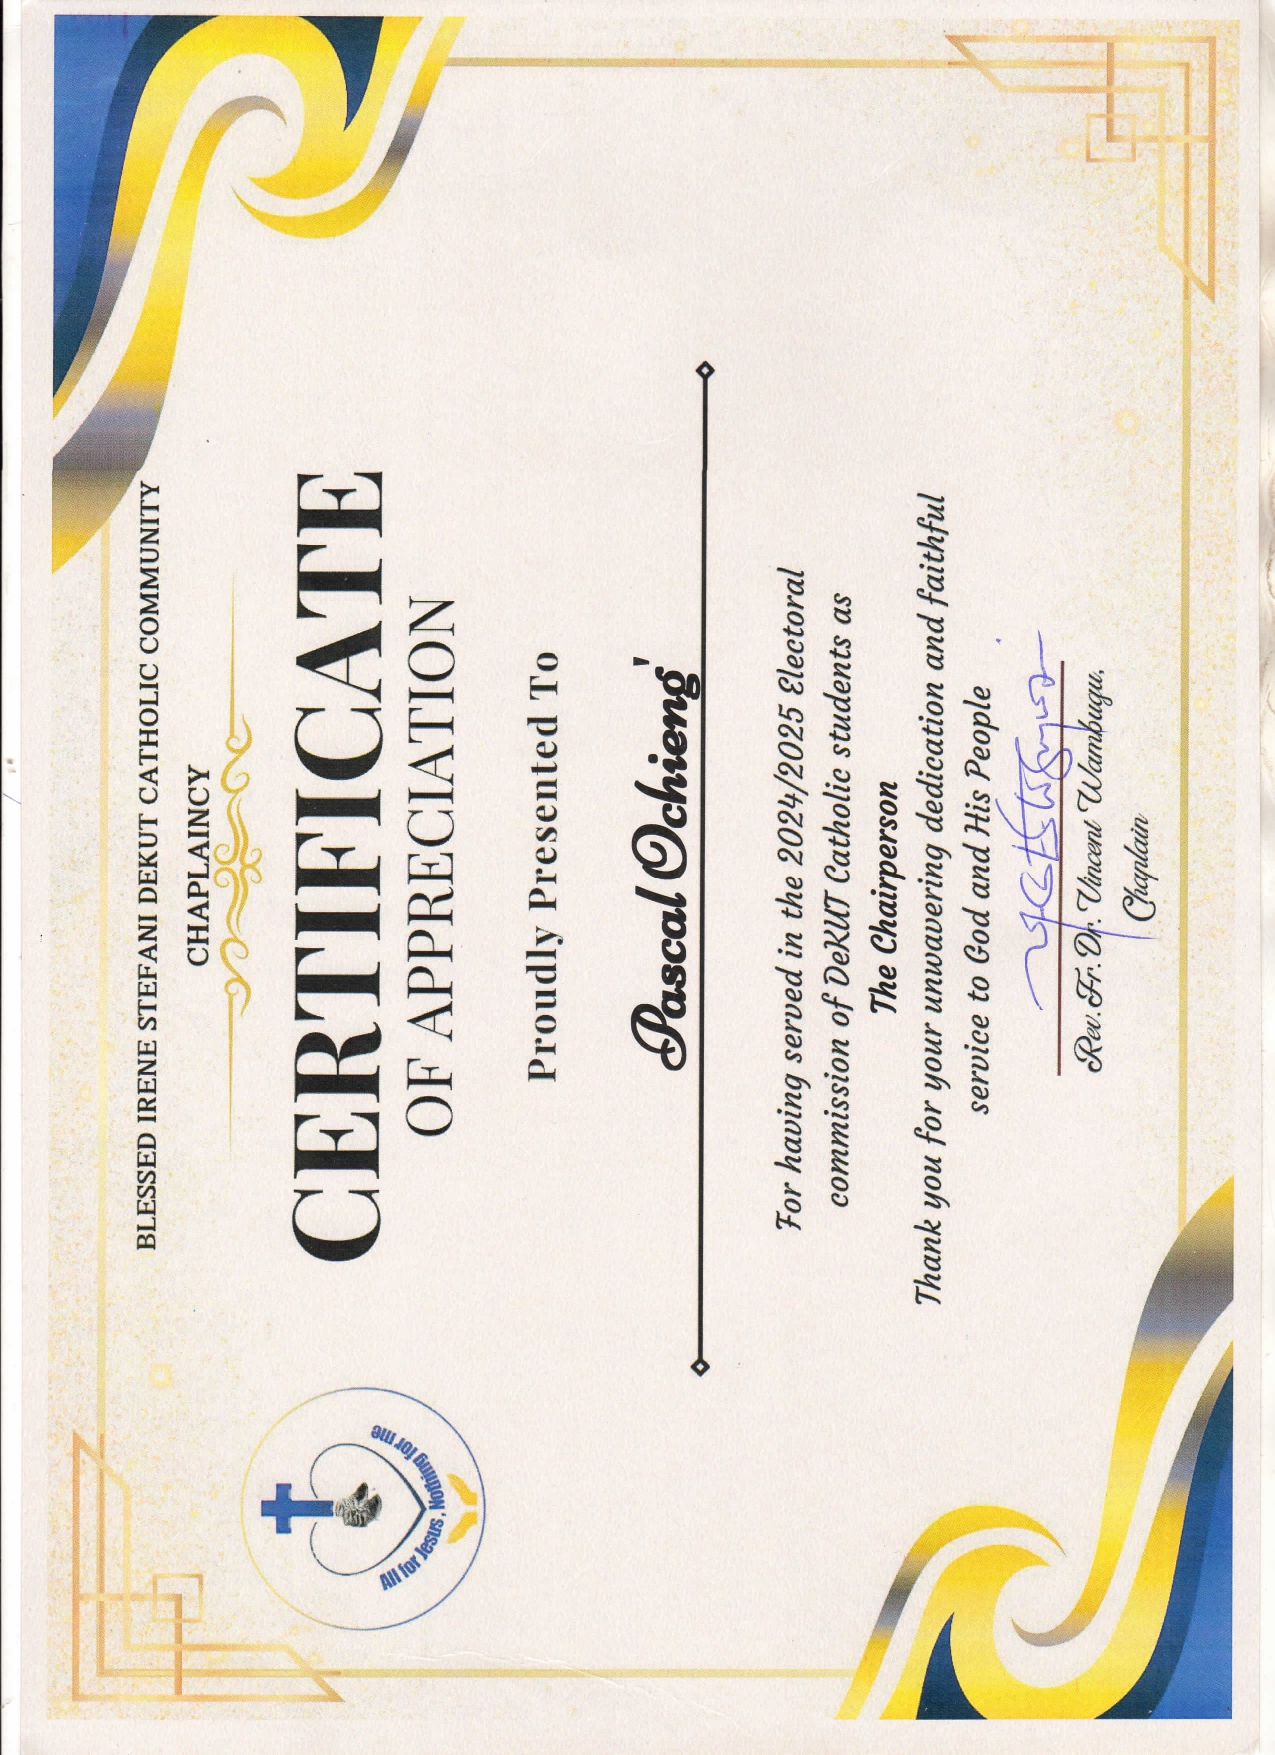 BLESSED IRENE STEFANI DEKUT CATHOLIC COMMUNITY
CHAPLAINCY
CERTIFICATE
OF APPRECIATION
All for Jesus, Nothing for me
Proudly Presented To
Pascal Ochieng'
For having served in the 2024/2025 Electoral
commission of DeKUT Catholic students as
The Chairperson
Thank you for your unwavering dedication and faithful
service to God and His People
Rev. Fr. Dr. Vincent Wambugu,
Chaplain